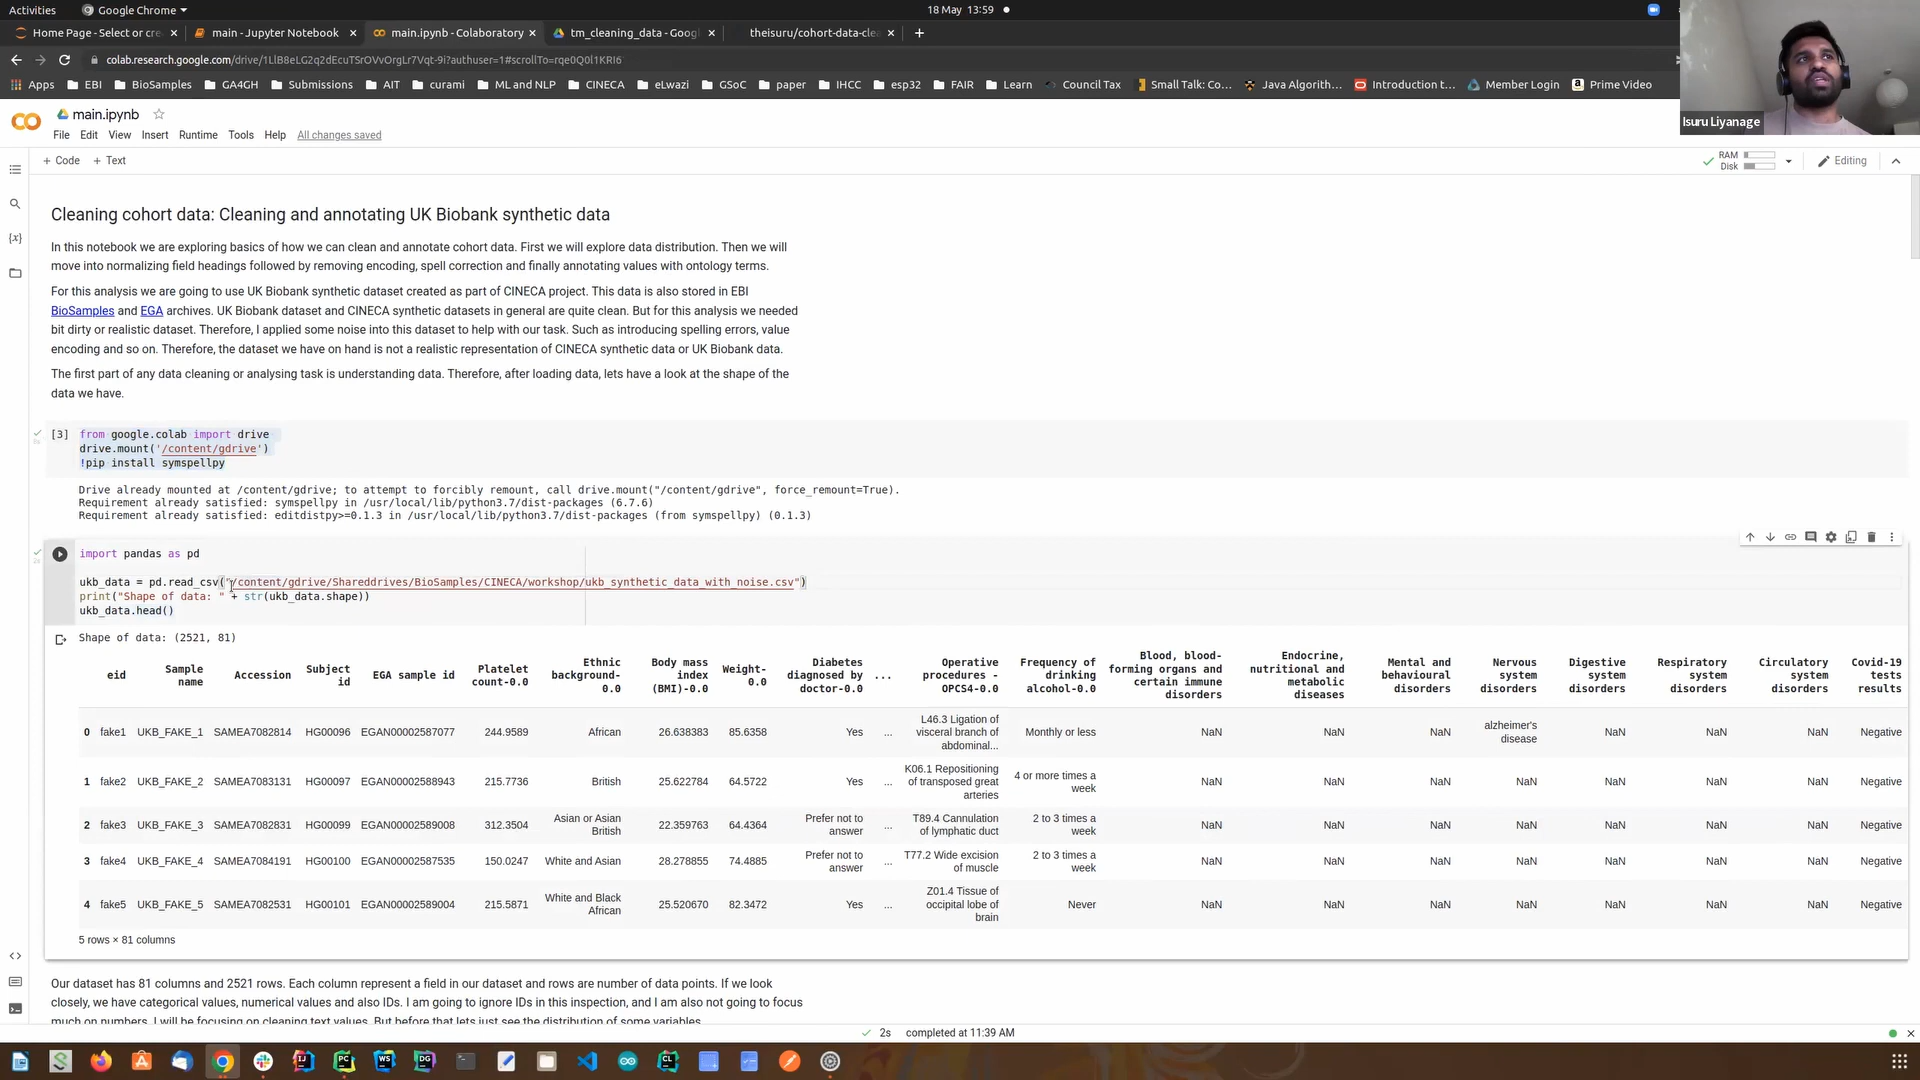 Activities
Google Chrome
18 May 13:59
Home Page - Select or cre
main - Jupyter Notebook
main.ipynb - Colaboratory
tm_cleaning_data - Goog
theisuru/cohort-data-cle
colab.research.google.com/drive/1LlB8eLG2q2dEcuTSrOVvOrgLr7Vqt-9i?authuser=1#scrollTo=rqe0Q0l1KRI6
Apps
EBI
BioSamples
GA4GH
Submissions
AIT
curami
ML and NLP
CINECA
eLwazi
GSoC
paper
IHCC
esp32
FAIR
Learn
Council Tax
Small Talk: Co...
Java Algorith...
Introduction t...
Member Login
Prime Video
Isuru Liyanage
main.ipynb
File Edit View Insert Runtime Tools Help All changes saved
+ Code + Text
RAM
Disk
Editing
Cleaning cohort data: Cleaning and annotating UK Biobank synthetic data
In this notebook we are exploring basics of how we can clean and annotate cohort data. First we will explore data distribution. Then we will
move into normalizing field headings followed by removing encoding, spell correction and finally annotating values with ontology terms.
For this analysis we are going to use UK Biobank synthetic dataset created as part of CINECA project. This data is also stored in EBI
BioSamples and EGA archives. UK Biobank dataset and CINECA synthetic datasets in general are quite clean. But for this analysis we needed
bit dirty or realistic dataset. Therefore, I applied some noise into this dataset to help with our task. Such as introducing spelling errors, value
encoding and so on. Therefore, the dataset we have on hand is not a realistic representation of CINECA synthetic data or UK Biobank data.
The first part of any data cleaning or analysing task is understanding data. Therefore, after loading data, lets have a look at the shape of the
data we have.
[3] from google.colab import drive
drive.mount('/content/gdrive')
!pip install symspellpy
Drive already mounted at /content/gdrive; to attempt to forcibly remount, call drive.mount("/content/gdrive", force_remount=True).
Requirement already satisfied: symspellpy in /usr/local/lib/python3.7/dist-packages (6.7.6)
Requirement already satisfied: editdistpy>=0.1.3 in /usr/local/lib/python3.7/dist-packages (from symspellpy) (0.1.3)
import pandas as pd
ukb_data = pd.read_csv("/content/gdrive/Shareddrives/BioSamples/CINECA/workshop/ukb_synthetic_data_with_noise.csv")
print("Shape of data: " + str(ukb_data.shape))
ukb_data.head()
Shape of data: (2521, 81)
eid Sample name Accession Subject id EGA sample id Platelet count-0.0 Ethnic background-0.0 Body mass index (BMI)-0.0 Weight-0.0 Diabetes diagnosed by doctor-0.0 ... Operative procedures - OPCS4-0.0 Frequency of drinking alcohol-0.0 Blood, blood-forming organs and certain immune disorders Endocrine, nutritional and metabolic diseases Mental and behavioural disorders Nervous system disorders Digestive system disorders Respiratory system disorders Circulatory system disorders Covid-19 tests results
0 fake1 UKB_FAKE_1 SAMEA7082814 HG00096 EGAN00002587077 244.9589 African 26.638383 85.6358 Yes ... L46.3 Ligation of visceral branch of abdominal... Monthly or less NaN NaN NaN alzheimer's disease NaN NaN NaN Negative
1 fake2 UKB_FAKE_2 SAMEA7083131 HG00097 EGAN00002588943 215.7736 British 25.622784 64.5722 Yes ... K06.1 Repositioning of transposed great arteries 4 or more times a week NaN NaN NaN NaN NaN NaN NaN Negative
2 fake3 UKB_FAKE_3 SAMEA7082831 HG00099 EGAN00002589008 312.3504 Asian or Asian British 22.359763 64.4364 Prefer not to answer ... T89.4 Cannulation of lymphatic duct 2 to 3 times a week NaN NaN NaN NaN NaN NaN NaN Negative
3 fake4 UKB_FAKE_4 SAMEA7084191 HG00100 EGAN00002587535 150.0247 White and Asian 28.278855 74.4885 Prefer not to answer ... T77.2 Wide excision of muscle 2 to 3 times a week NaN NaN NaN NaN NaN NaN NaN Negative
4 fake5 UKB_FAKE_5 SAMEA7082531 HG00101 EGAN00002589004 215.5871 White and Black African 25.520670 82.3472 Yes ... Z01.4 Tissue of occipital lobe of brain Never NaN NaN NaN NaN NaN NaN NaN Negative
5 rows × 81 columns
Our dataset has 81 columns and 2521 rows. Each column represent a field in our dataset and rows are number of data points. If we look
closely, we have categorical values, numerical values and also IDs. I am going to ignore IDs in this inspection, and I am also not going to focus
much on numbers. I will be focusing on cleaning text values. But before that lets just see the distribution of some variables.
2s completed at 11:39 AM